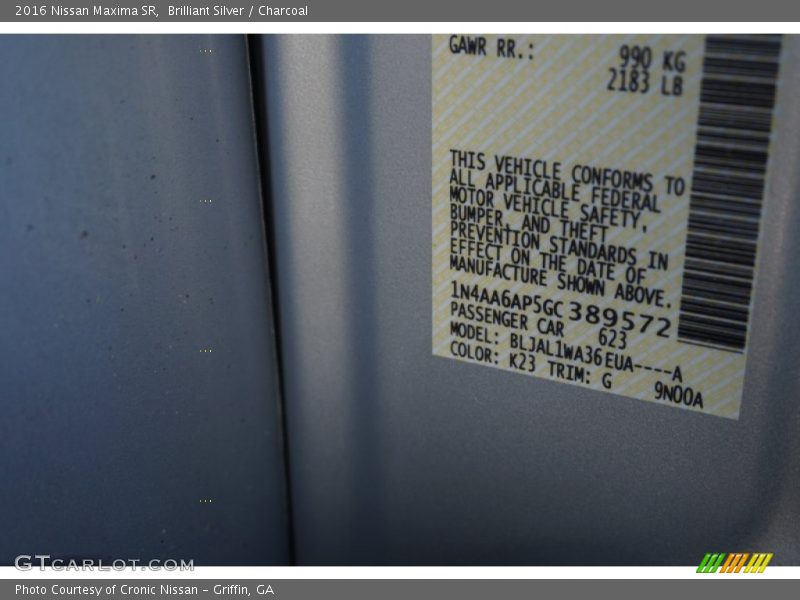 2016 Nissan Maxima SR, Brilliant Silver / Charcoal
GAWR RR.: 990 KG
2183 LB
THIS VEHICLE CONFORMS TO
ALL APPLICABLE FEDERAL
MOTOR VEHICLE SAFETY,
BUMPER, AND THEFT
PREVENTION STANDARDS IN
EFFECT ON THE DATE OF
MANUFACTURE SHOWN ABOVE.
1N4AA6AP5GC389572
PASSENGER CAR 623
MODEL: BLJAL1WA36EUA----A
COLOR: K23 TRIM: G 9N00A
GTCARLOT.COM
Photo Courtesy of Cronic Nissan - Griffin, GA